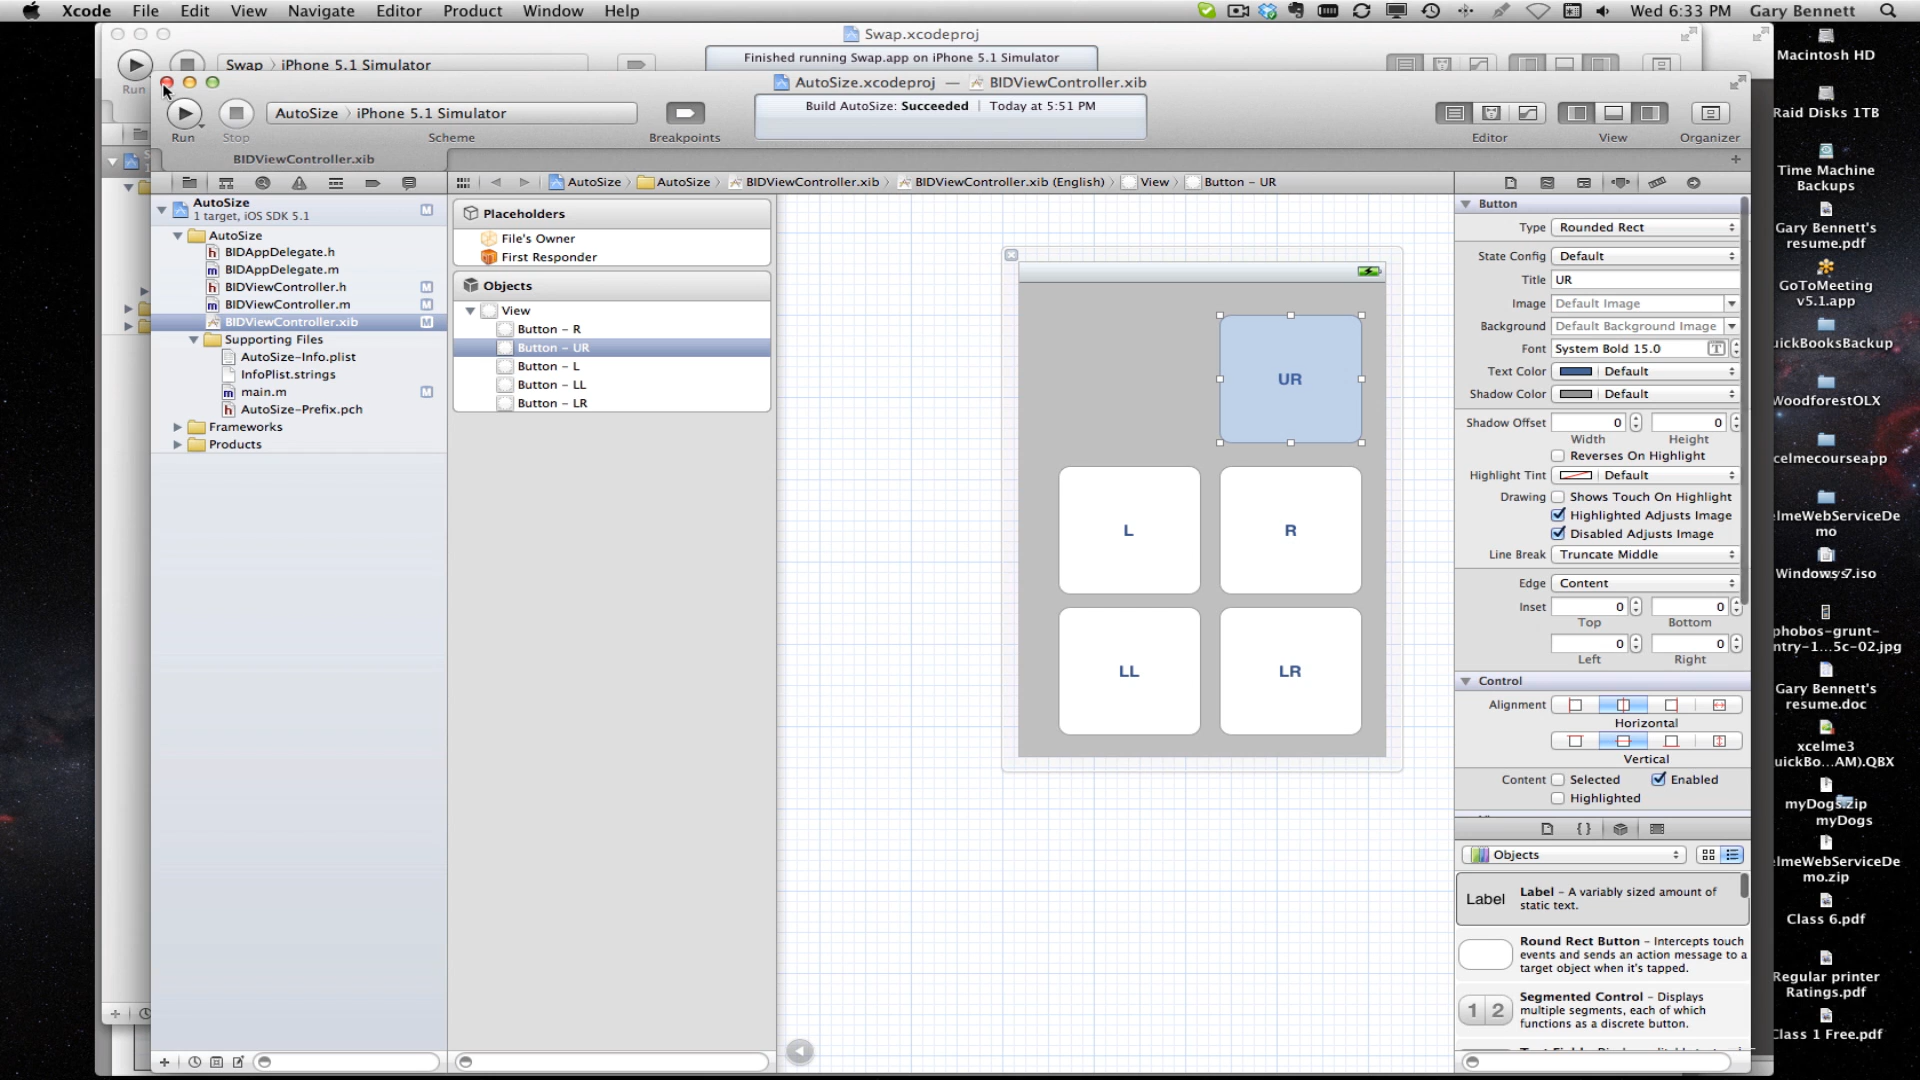 Xcode File Edit View Navigate Editor Product Window Help
Wed 6:33 PM Gary Bennett
Swap.xcodeproj
Swap iPhone 5.1 Simulator
Finished running Swap.app on iPhone 5.1 Simulator
Run
AutoSize.xcodeproj — BIDViewController.xib
AutoSize iPhone 5.1 Simulator
Build AutoSize: Succeeded Today at 5:51 PM
Run Stop Scheme Breakpoints Editor View Organizer
BIDViewController.xib
AutoSize AutoSize BIDViewController.xib BIDViewController.xib (English) View Button – UR
AutoSize
1 target, iOS SDK 5.1
M
AutoSize
BIDAppDelegate.h
BIDAppDelegate.m
BIDViewController.h M
BIDViewController.m M
BIDViewController.xib M
Supporting Files
AutoSize-Info.plist
InfoPlist.strings
main.m M
AutoSize-Prefix.pch
Frameworks
Products
Placeholders
File's Owner
First Responder
Objects
View
Button – R
Button – UR
Button – L
Button – LL
Button – LR
UR
L R
LL LR
Button
Type Rounded Rect
State Config Default
Title UR
Image Default Image
Background Default Background Image
Font System Bold 15.0 T
Text Color Default
Shadow Color Default
Shadow Offset 0 0
Width Height
Reverses On Highlight
Highlight Tint Default
Drawing Shows Touch On Highlight
Highlighted Adjusts Image
Disabled Adjusts Image
Line Break Truncate Middle
Edge Content
Inset 0 0
Top Bottom
0 0
Left Right
Control
Alignment
Horizontal
Vertical
Content Selected Enabled
Highlighted
{ }
Objects
Label
Label – A variably sized amount of
static text.
Round Rect Button – Intercepts touch
events and sends an action message to a
target object when it's tapped.
1 2
Segmented Control – Displays
multiple segments, each of which
functions as a discrete button.
Macintosh HD
Raid Disks 1TB
Time Machine
Backups
Gary Bennett's
resume.pdf
GoToMeeting
v5.1.app
uickBooksBackup
WoodforestOLX
celmecourseapp
elmeWebServiceDe
mo
phobos-grunt-
ntry-1...5c-02.jpg
Gary Bennett's
resume.doc
xcelme3
uickBo...AM).QBX
myDogs.zip
myDogs
elmeWebServiceDe
mo.zip
Class 6.pdf
Regular printer
Ratings.pdf
Class 1 Free.pdf